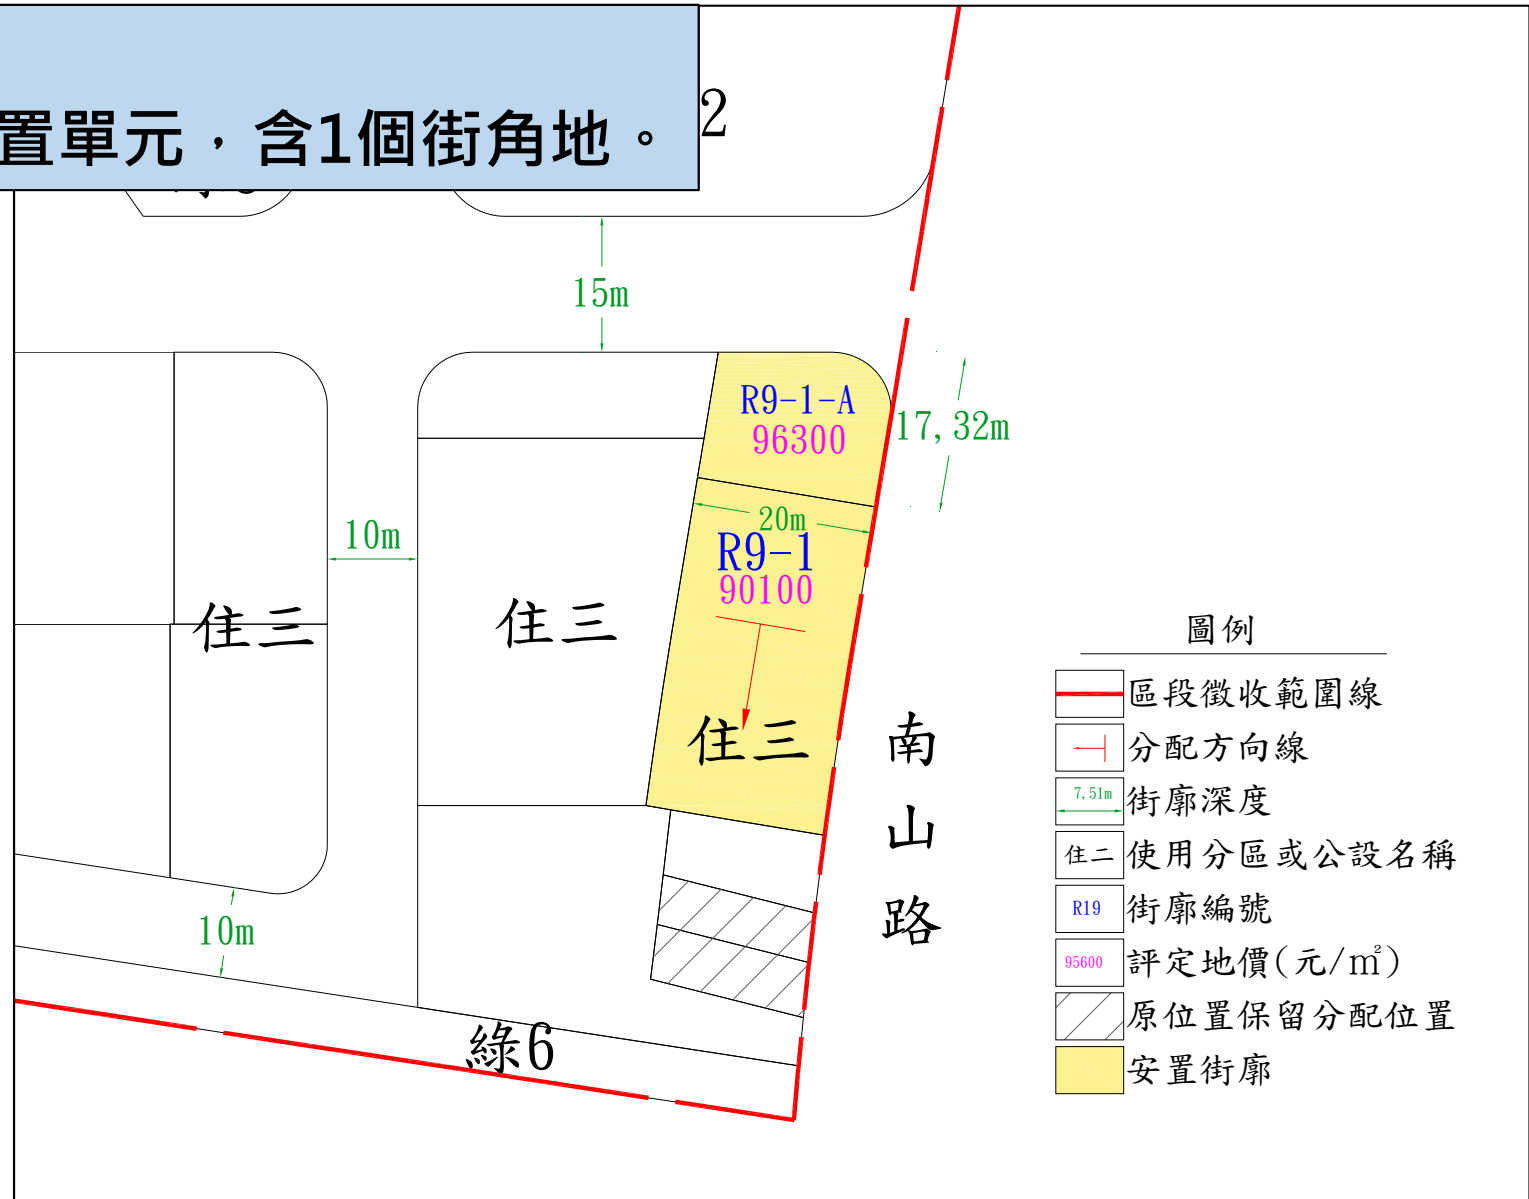 置單元，含1個街角地。
2
15m
R9-1-A
96300
17,32m
20m
R9-1
90100
10m
住三
住三
住三
南山路
10m
綠6
圖例
區段徵收範圍線
分配方向線
7,51m 街廓深度
住二 使用分區或公設名稱
R19 街廓編號
95600 評定地價(元/㎡)
原位置保留分配位置
安置街廓